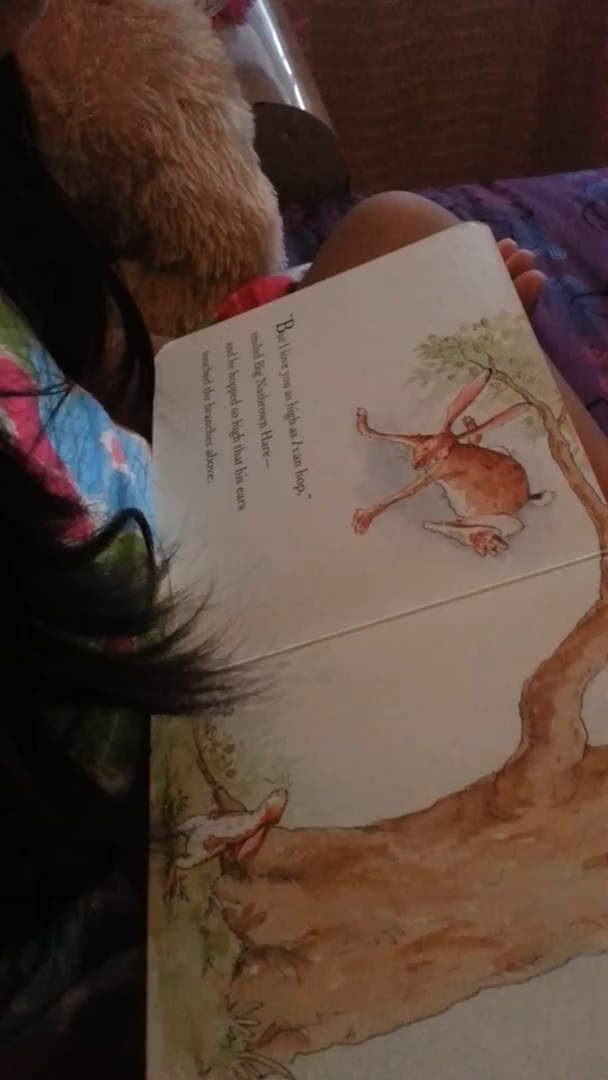 "But I love you as high as I can hop,"
smiled Big Nutbrown Hare—
and he hopped so high that his ears
touched the branches above.